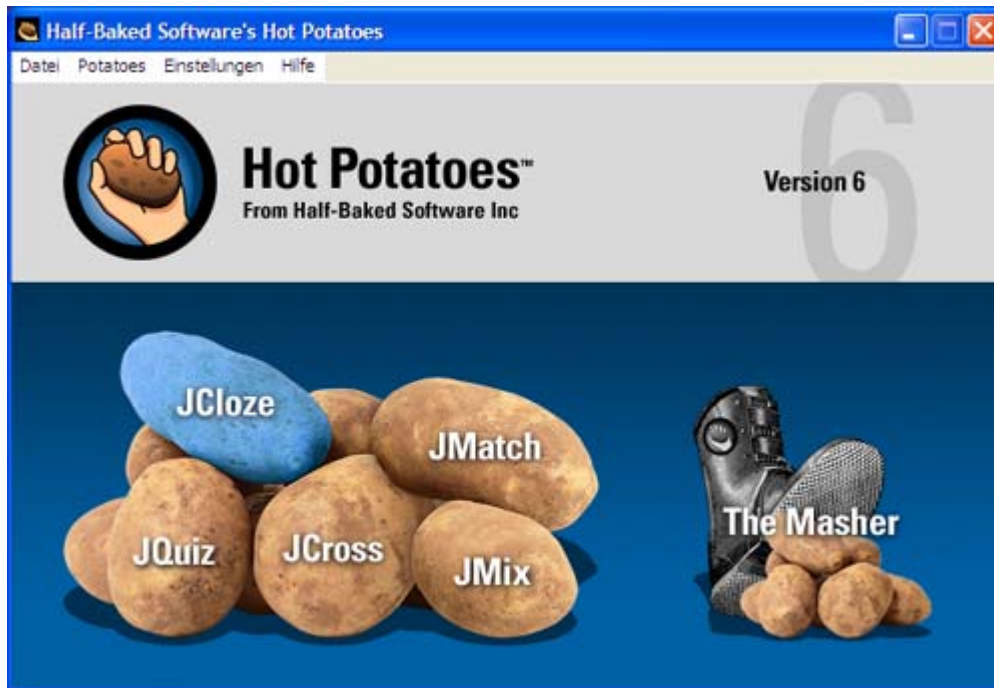 Half-Baked Software's Hot Potatoes
Datei Potatoes Einstellungen Hilfe
Hot Potatoes™
From Half-Baked Software Inc
Version 6
6
JCloze
JMatch
JQuiz
JCross
JMix
The Masher